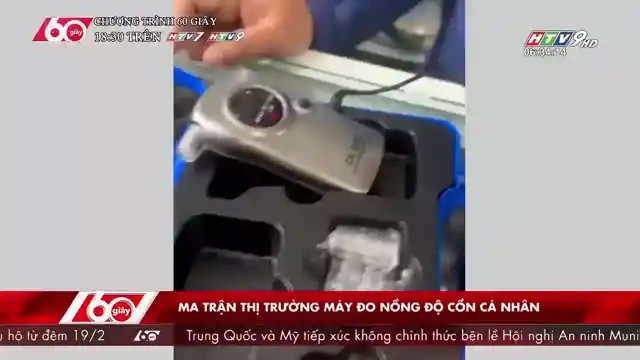 60 giây
CHƯƠNG TRÌNH 60 GIÂY
18:30 TRÊN HTV7 HTV9
HTV9 HD
60 giây
MA TRẬN THỊ TRƯỜNG MÁY ĐO NỒNG ĐỘ CỒN CÁ NHÂN
ụ hộ từ đêm 19/2 60 Trung Quốc và Mỹ tiếp xúc không chính thức bên lề Hội nghị An ninh Muni